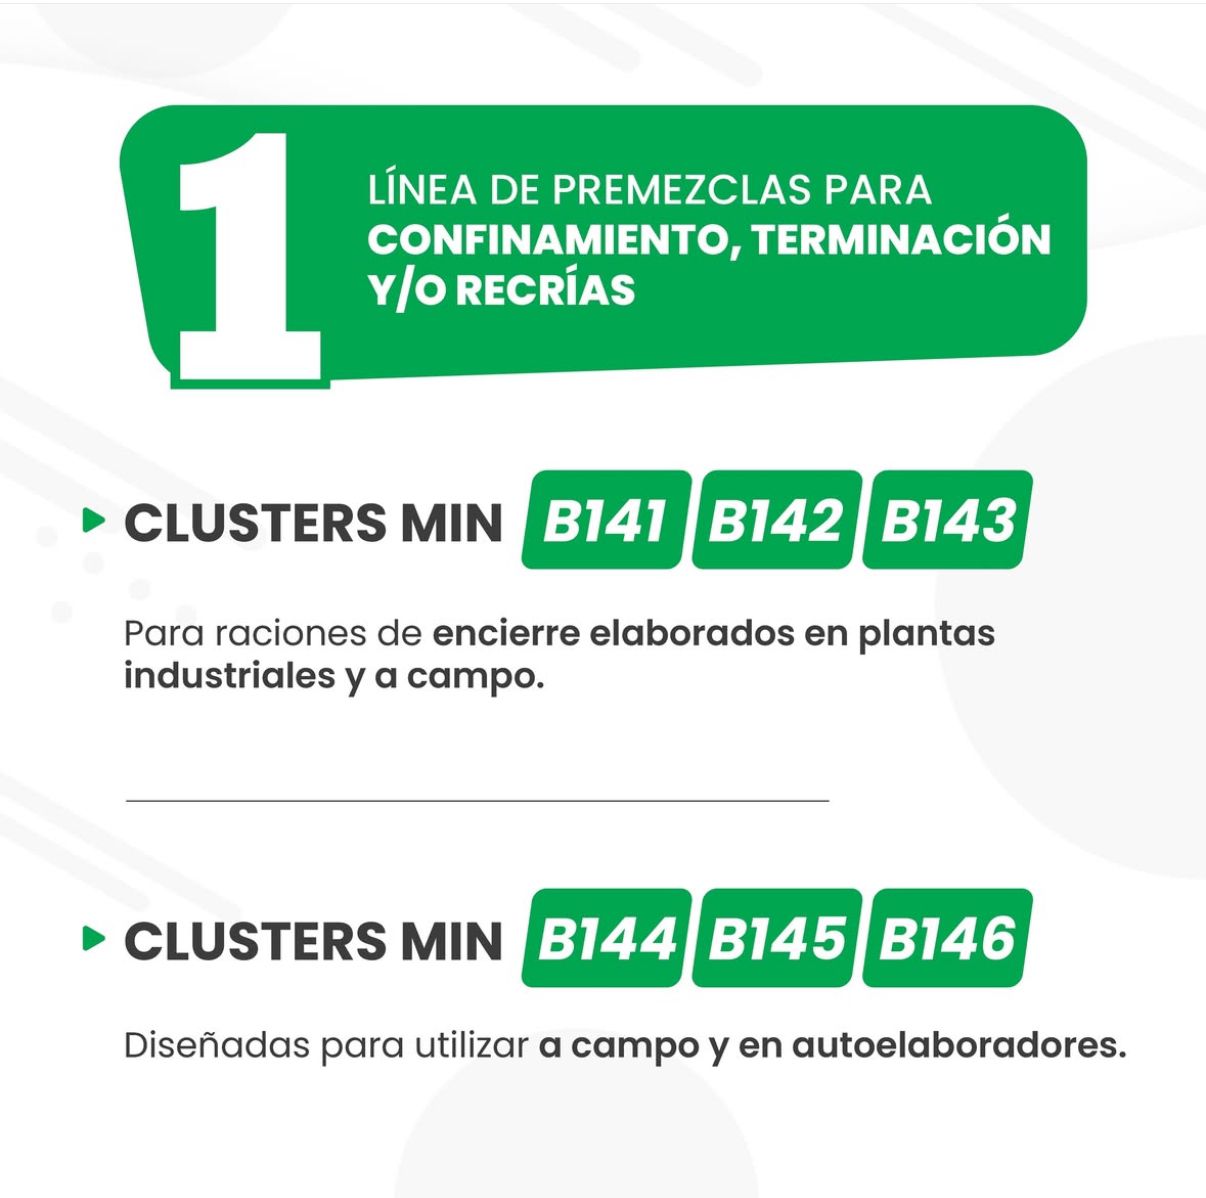 1
LÍNEA DE PREMEZCLAS PARA
CONFINAMIENTO, TERMINACIÓN
Y/O RECRÍAS
CLUSTERS MIN B141 B142 B143
Para raciones de encierre elaborados en plantas
industriales y a campo.
CLUSTERS MIN B144 B145 B146
Diseñadas para utilizar a campo y en autoelaboradores.